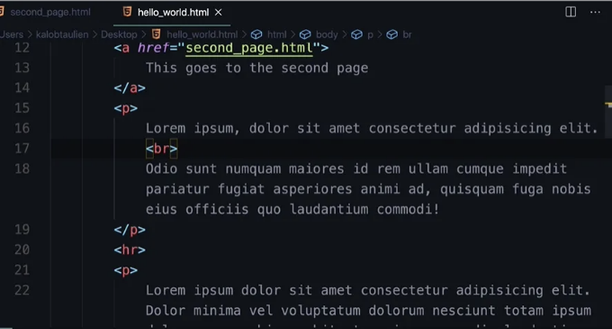 second_page.html hello_world.html ×
Users > kalobtaulien > Desktop > hello_world.html > html > body > p > br
12 <a href="second_page.html">
13 This goes to the second page
14 </a>
15 <p>
16 Lorem ipsum, dolor sit amet consectetur adipisicing elit.
17 <br>
18 Odio sunt numquam maiores id rem ullam cumque impedit
pariatur fugiat asperiores animi ad, quisquam fuga nobis
eius officiis quo laudantium commodi!
19 </p>
20 <hr>
21 <p>
22 Lorem ipsum dolor sit amet consectetur adipisicing elit.
Dolor minima vel voluptatum dolorum nesciunt totam ipsum